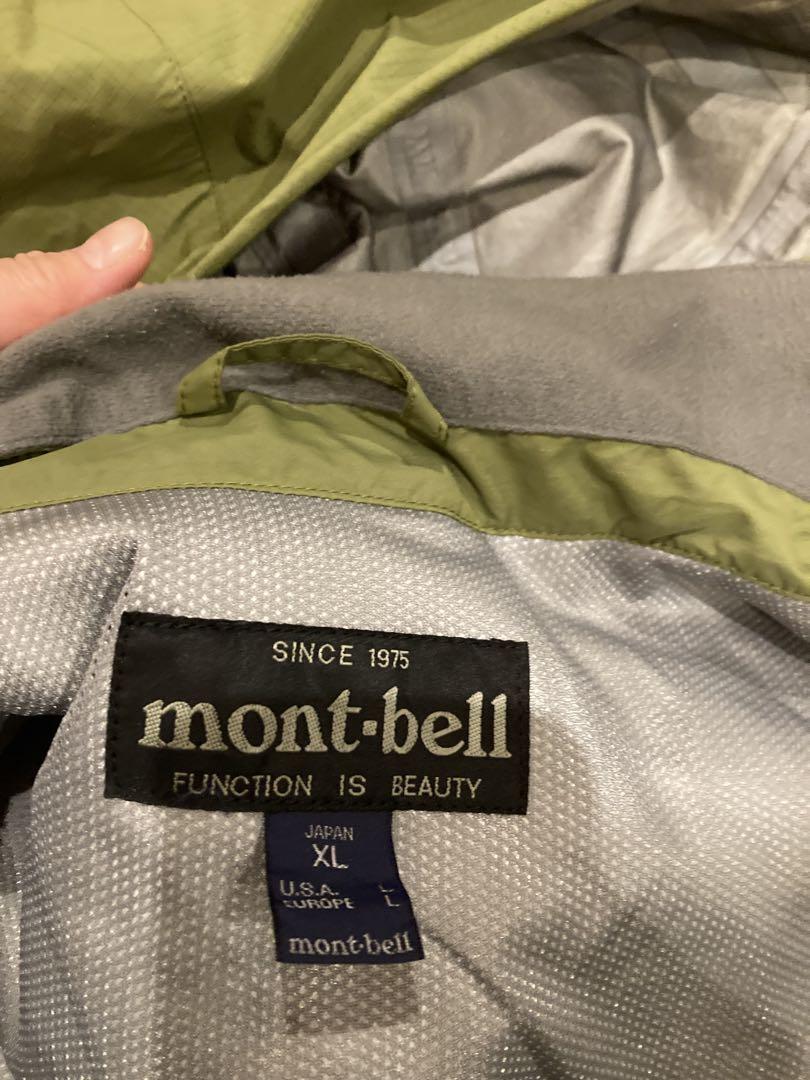 SINCE 1975
mont-bell
FUNCTION IS BEAUTY
JAPAN
XL
U.S.A. L
EUROPE L
mont-bell